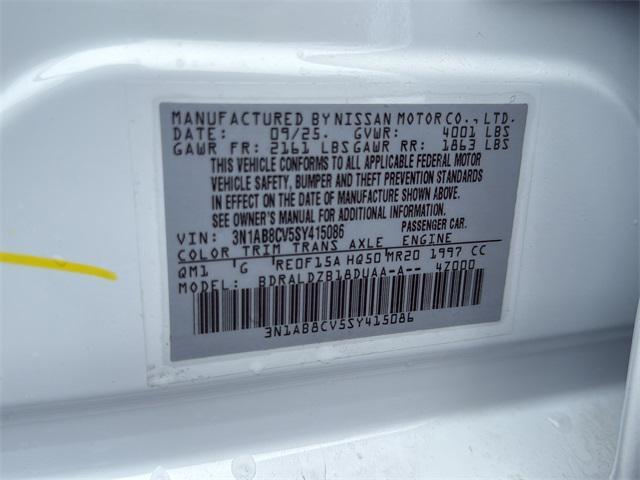 MANUFACTURED BY NISSAN MOTOR CO., LTD.
DATE: 09/25. GVWR: 4001 LBS
GAWR FR: 2161 LBS GAWR RR: 1863 LBS
THIS VEHICLE CONFORMS TO ALL APPLICABLE FEDERAL MOTOR
VEHICLE SAFETY, BUMPER AND THEFT PREVENTION STANDARDS
IN EFFECT ON THE DATE OF MANUFACTURE SHOWN ABOVE.
SEE OWNER'S MANUAL FOR ADDITIONAL INFORMATION.
VIN: 3N1AB8CV5SY415086 PASSENGER CAR.
COLOR TRIM TRANS AXLE ENGINE
QM1 G RE0F15A HQ50 MR20 1997 CC
MODEL: BDRALDZB18DUAA-A-- 4Z000
3N1AB8CV5SY415086